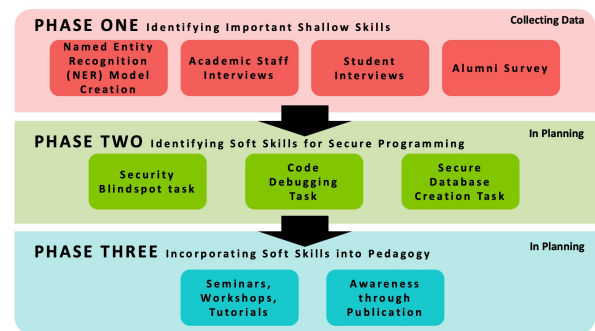 PHASE ONE Identifying Important Shallow Skills
Collecting Data
Named Entity
Recognition
(NER) Model
Creation
Academic Staff
Interviews
Student
Interviews
Alumni Survey
PHASE TWO Identifying Soft Skills for Secure Programming
In Planning
Security
Blindspot task
Code
Debugging
Task
Secure
Database
Creation Task
PHASE THREE Incorporating Soft Skills into Pedagogy
In Planning
Seminars,
Workshops,
Tutorials
Awareness
through
Publication